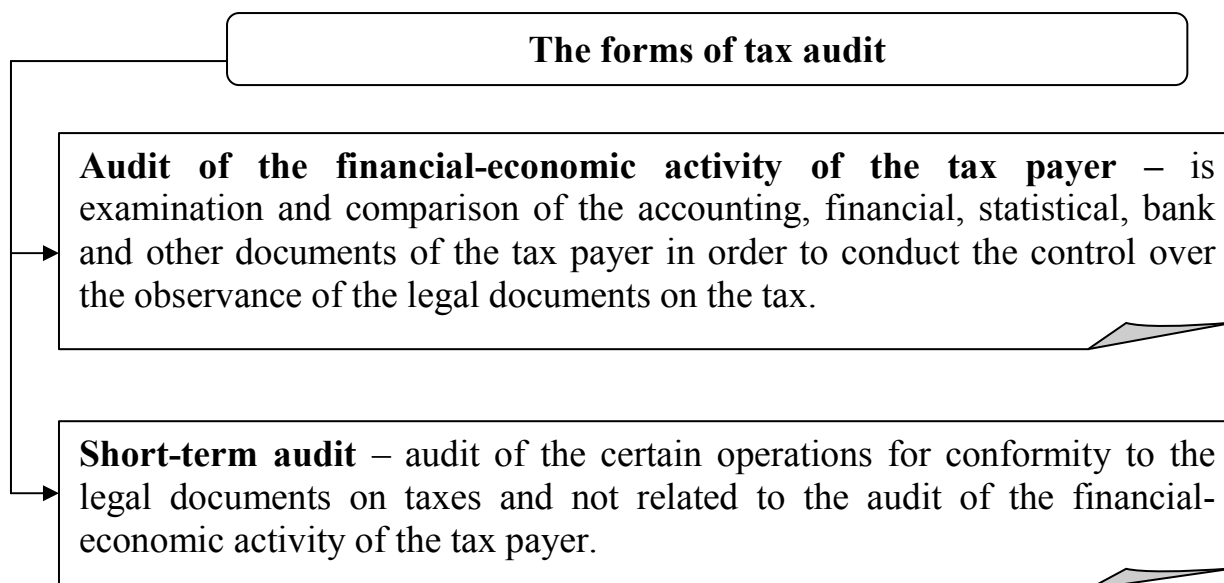 The forms of tax audit
Audit of the financial-economic activity of the tax payer – is
examination and comparison of the accounting, financial, statistical, bank
and other documents of the tax payer in order to conduct the control over
the observance of the legal documents on the tax.
Short-term audit – audit of the certain operations for conformity to the
legal documents on taxes and not related to the audit of the financial-
economic activity of the tax payer.